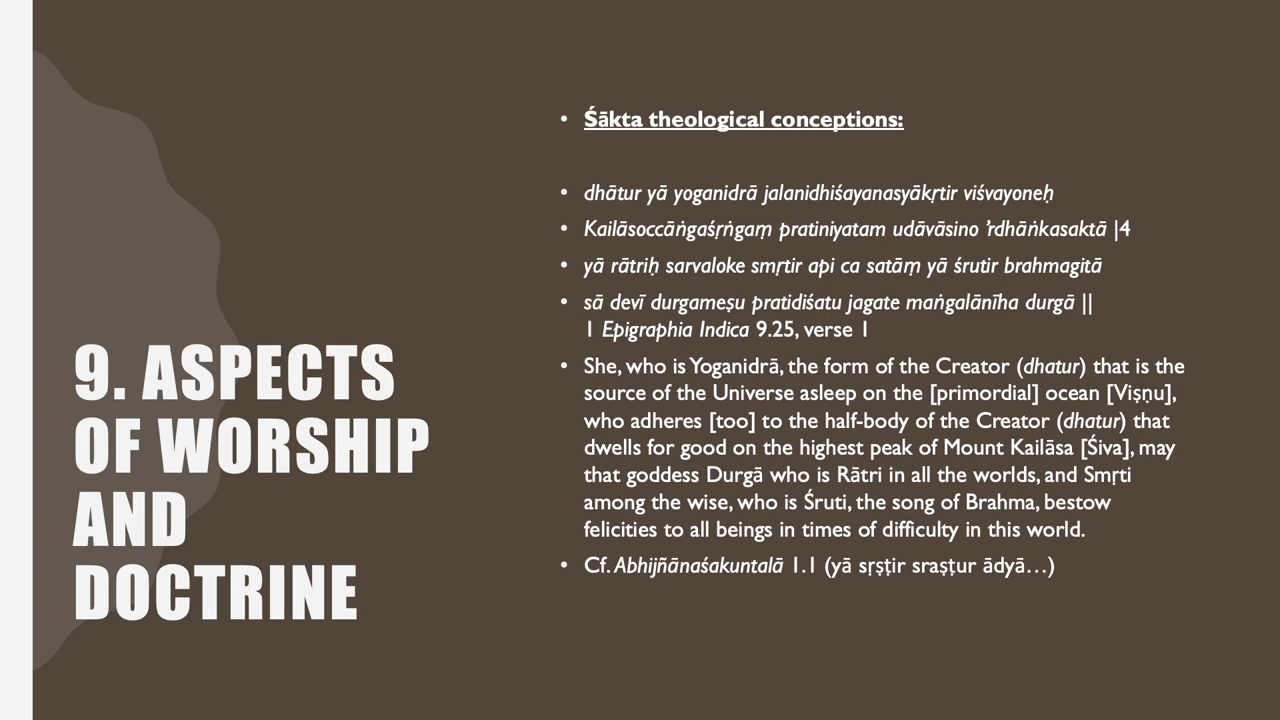 9. ASPECTS
OF WORSHIP
AND
DOCTRINE
• Śākta theological conceptions:
• dhātur yā yoganidrā jalanidhiśayanasyākṛtir viśvayoneḥ
• Kailāsoccāṅgaśṛṅgaṃ pratiniyatam udāvāsino ’rdhāṅkasaktā |4
• yā rātriḥ sarvaloke smṛtir api ca satāṃ yā śrutir brahmagitā
• sā devī durgameṣu pratidiśatu jagate maṅgalānīha durgā ||
1 Epigraphia Indica 9.25, verse 1
• She, who is Yoganidrā, the form of the Creator (dhatur) that is the
source of the Universe asleep on the [primordial] ocean [Viṣṇu],
who adheres [too] to the half-body of the Creator (dhatur) that
dwells for good on the highest peak of Mount Kailāsa [Śiva], may
that goddess Durgā who is Rātri in all the worlds, and Smṛti
among the wise, who is Śruti, the song of Brahma, bestow
felicities to all beings in times of difficulty in this world.
• Cf. Abhijñānaśakuntalā 1.1 (yā sṛṣṭir sraṣṭur ādyā…)